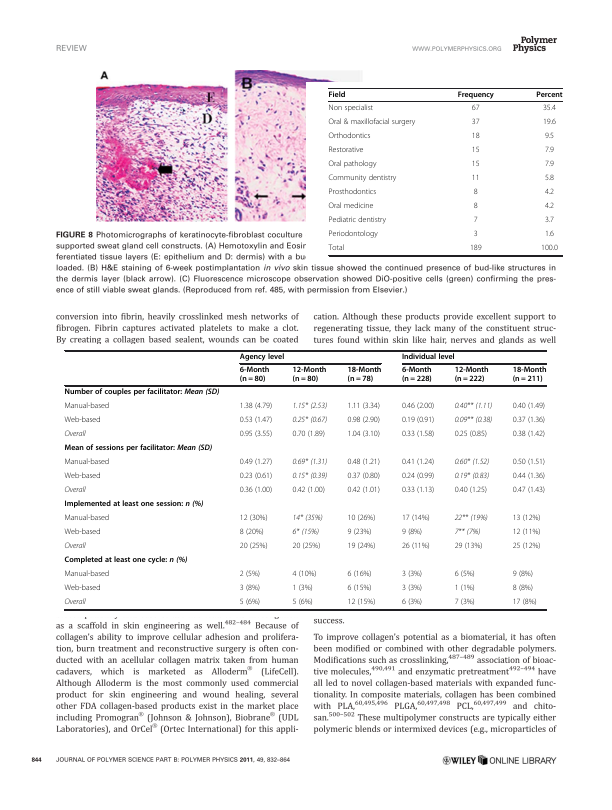 REVIEW
WWW.POLYMERPHYSICS.ORG
Polymer
Physics
A
E
D
B
Field Frequency Percent
Non specialist 67 35.4
Oral & maxillofacial surgery 37 19.6
Orthodontics 18 9.5
Restorative 15 7.9
Oral pathology 15 7.9
Community dentistry 11 5.8
Prosthodontics 8 4.2
Oral medicine 8 4.2
Pediatric dentistry 7 3.7
Periodontology 3 1.6
Total 189 100.0
FIGURE 8 Photomicrographs of keratinocyte-fibroblast coculture
supported sweat gland cell constructs. (A) Hemotoxylin and Eosin
ferentiated tissue layers (E: epithelium and D: dermis) with a bu
loaded. (B) H&E staining of 6-week postimplantation in vivo skin tissue showed the continued presence of bud-like structures in
the dermis layer (black arrow). (C) Fluorescence microscope observation showed DiO-positive cells (green) confirming the pres-
ence of still viable sweat glands. (Reproduced from ref. 485, with permission from Elsevier.)
conversion into fibrin, heavily crosslinked mesh networks of
fibrogen. Fibrin captures activated platelets to make a clot.
By creating a collagen based sealent, wounds can be coated
cation. Although these products provide excellent support to
regenerating tissue, they lack many of the constituent struc-
tures found within skin like hair, nerves and glands as well
Agency level Individual level
6-Month 12-Month 18-Month 6-Month 12-Month 18-Month
(n = 80) (n = 80) (n = 78) (n = 228) (n = 222) (n = 211)
Number of couples per facilitator: Mean (SD)
Manual-based 1.38 (4.79) 1.15* (2.53) 1.11 (3.34) 0.46 (2.00) 0.40** (1.11) 0.40 (1.49)
Web-based 0.53 (1.47) 0.25* (0.67) 0.98 (2.90) 0.19 (0.91) 0.09** (0.38) 0.37 (1.36)
Overall 0.95 (3.55) 0.70 (1.89) 1.04 (3.10) 0.33 (1.58) 0.25 (0.85) 0.38 (1.42)
Mean of sessions per facilitator: Mean (SD)
Manual-based 0.49 (1.27) 0.69* (1.31) 0.48 (1.21) 0.41 (1.24) 0.60* (1.52) 0.50 (1.51)
Web-based 0.23 (0.61) 0.15* (0.39) 0.37 (0.80) 0.24 (0.99) 0.19* (0.83) 0.44 (1.36)
Overall 0.36 (1.00) 0.42 (1.00) 0.42 (1.01) 0.33 (1.13) 0.40 (1.25) 0.47 (1.43)
Implemented at least one session: n (%)
Manual-based 12 (30%) 14* (35%) 10 (26%) 17 (14%) 22** (19%) 13 (12%)
Web-based 8 (20%) 6* (15%) 9 (23%) 9 (8%) 7** (7%) 12 (11%)
Overall 20 (25%) 20 (25%) 19 (24%) 26 (11%) 29 (13%) 25 (12%)
Completed at least one cycle: n (%)
Manual-based 2 (5%) 4 (10%) 6 (16%) 3 (3%) 6 (5%) 9 (8%)
Web-based 3 (8%) 1 (3%) 6 (15%) 3 (3%) 1 (1%) 8 (8%)
Overall 5 (6%) 5 (6%) 12 (15%) 6 (3%) 7 (3%) 17 (8%)
as a scaffold in skin engineering as well.482–484 Because of
collagen's ability to improve cellular adhesion and prolifera-
tion, burn treatment and reconstructive surgery is often con-
ducted with an acellular collagen matrix taken from human
cadavers, which is marketed as Alloderm® (LifeCell).
Although Alloderm is the most commonly used commercial
product for skin engineering and wound healing, several
other FDA collagen-based products exist in the market place
including Promogran® (Johnson & Johnson), Biobrane® (UDL
Laboratories), and OrCel® (Ortec International) for this appli-
success.
To improve collagen's potential as a biomaterial, it has often
been modified or combined with other degradable polymers.
Modifications such as crosslinking,487–489 association of bioac-
tive molecules,490,491 and enzymatic pretreatment492–494 have
all led to novel collagen-based materials with expanded func-
tionality. In composite materials, collagen has been combined
with PLA,60,495,496 PLGA,60,497,498 PCL,60,497,499 and chito-
san.500–502 These multipolymer constructs are typically either
polymeric blends or intermixed devices (e.g., microparticles of
844 JOURNAL OF POLYMER SCIENCE PART B: POLYMER PHYSICS 2011, 49, 832–864
WILEY ONLINE LIBRARY